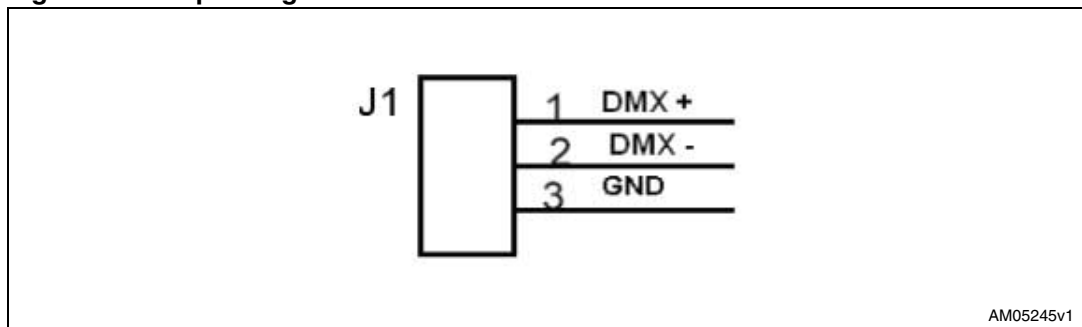 J1
1 DMX +
2 DMX -
3 GND
AM05245v1